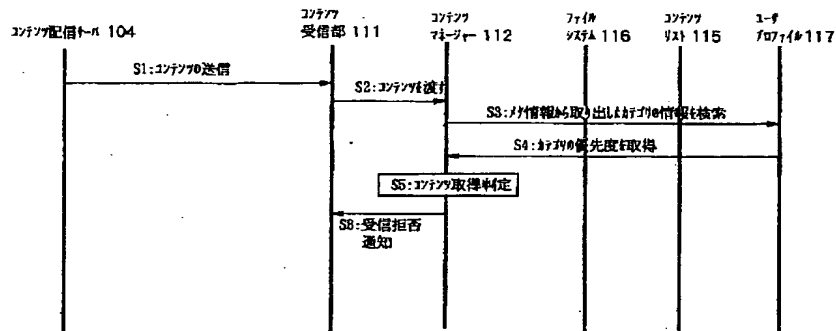 コンテンツ配信サーバ 104
コンテンツ
受信部 111
コンテンツ
マネージャー 112
ファイル
システム 116
コンテンツ
リスト 115
ユーザ
プロファイル 117
S1:コンテンツの送信
S2:コンテンツを渡す
S3:メタ情報から取り出したカテゴリの情報を検索
S4:カテゴリの優先度を取得
S5:コンテンツ取得判定
S8:受信拒否
通知